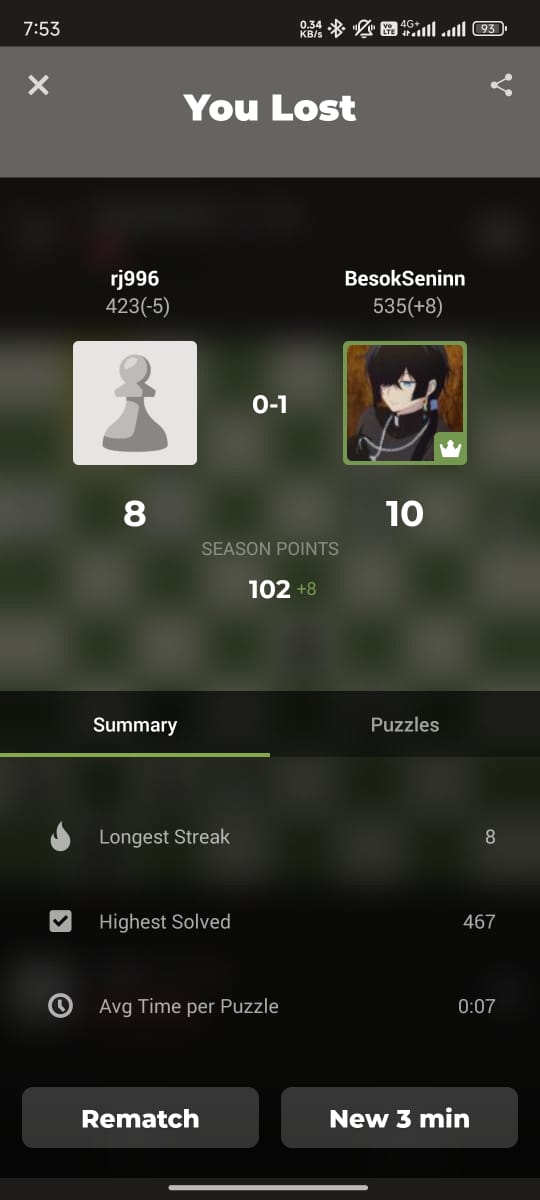 7:53
0.34
KB/s
Vo
LTE
4G+
93
You Lost
rj996
BesokSeninn
423(-5)
535(+8)
0-1
8
10
SEASON POINTS
102 +8
Summary
Puzzles
Longest Streak
8
Highest Solved
467
Avg Time per Puzzle
0:07
Rematch
New 3 min